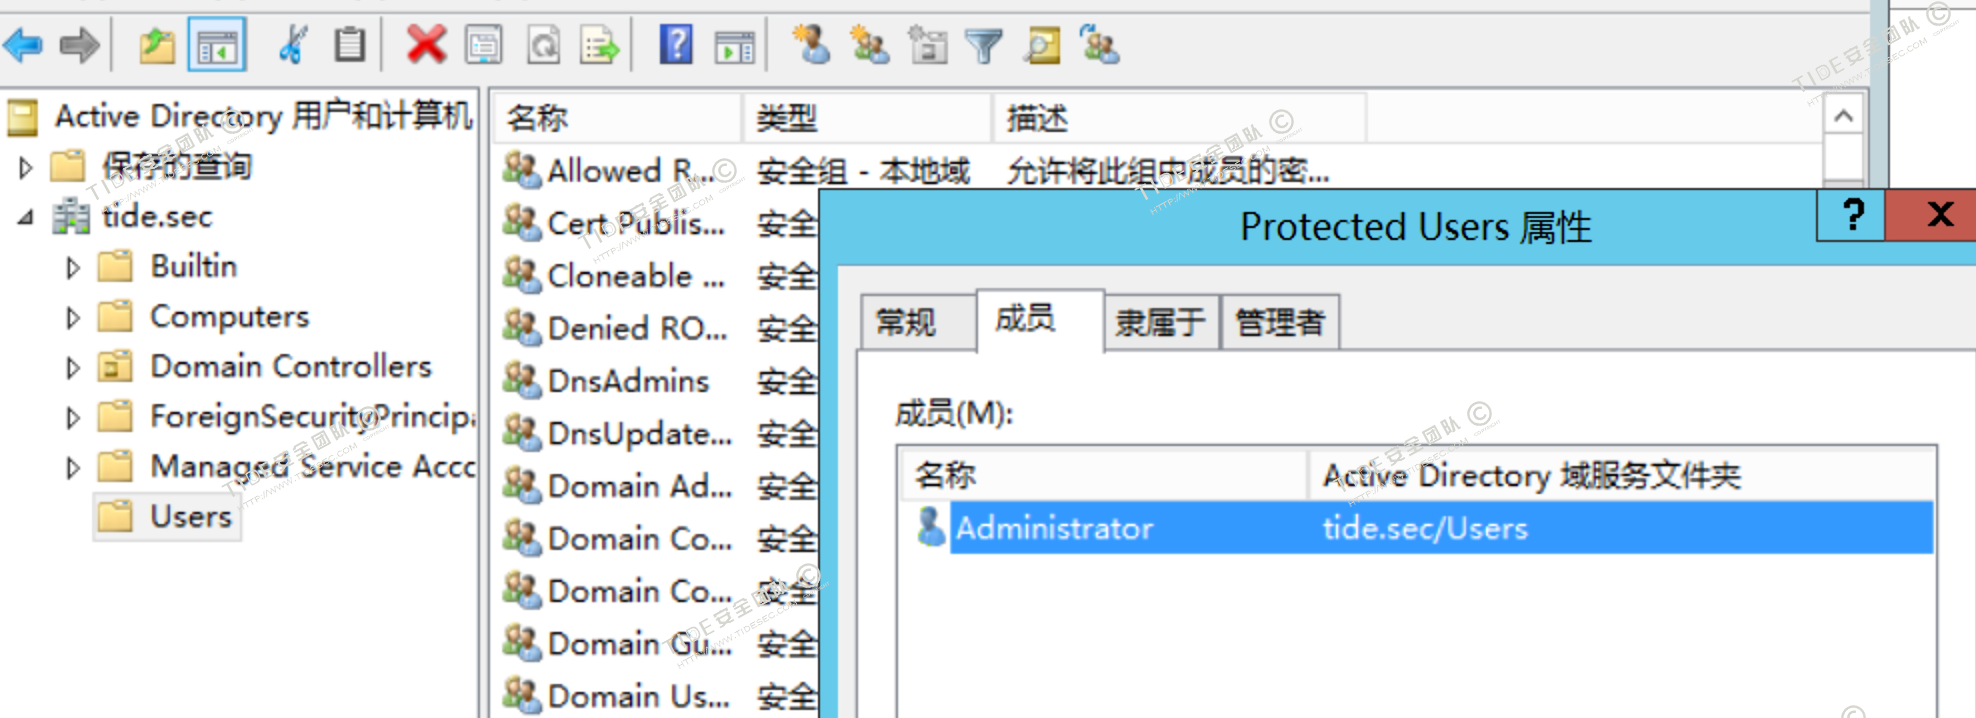 Active Directory 用户和计算机
保存的查询
tide.sec
Builtin
Computers
Domain Controllers
ForeignSecurityPrincipa
Managed Service Acco
Users
名称 类型 描述
Allowed R... 安全组 - 本地域 允许将此组中成员的密...
Cert Publis... 安全
Cloneable ... 安全
Denied RO... 安全
DnsAdmins 安全
DnsUpdate... 安全
Domain Ad... 安全
Domain Co... 安全
Domain Co... 安全
Domain Gu... 安全
Domain Us... 安全
Protected Users 属性
? X
常规 成员 隶属于 管理者
成员(M):
名称 Active Directory 域服务文件夹
Administrator tide.sec/Users
TIDE安全团队 ©
HTTP://WWW.TIDESEC.COM